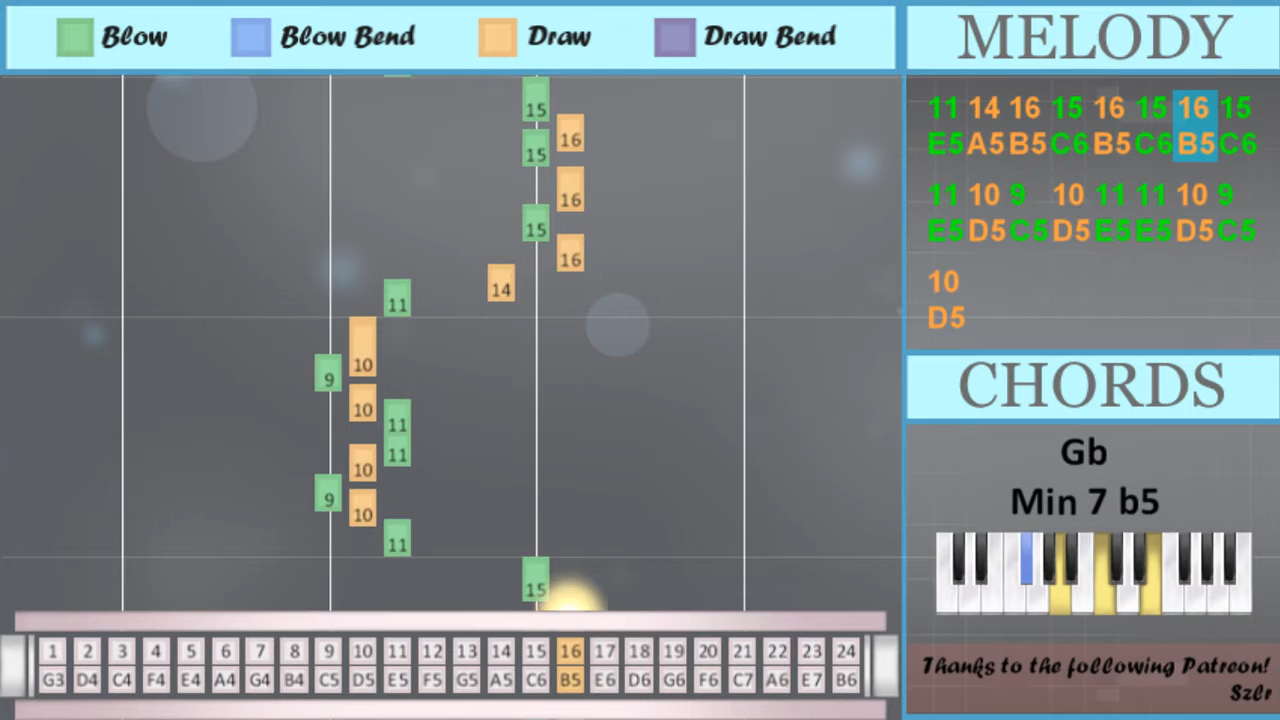 Blow Blow Bend Draw Draw Bend
MELODY
11 14 16 15 16 15 16 15
E5 A5 B5 C6 B5 C6 B5 C6
11 10 9 10 11 11 10 9
E5 D5 C5 D5 E5 E5 D5 C5
10
D5
CHORDS
Gb
Min 7 b5
Thanks to the following Patreon!
Szlr
15
16
15
16
15
16
14
11
10
9
10
11
11
10
9
10
11
15
1 2 3 4 5 6 7 8 9 10 11 12 13 14 15 16 17 18 19 20 21 22 23 24
G3 D4 C4 F4 E4 A4 G4 B4 C5 D5 E5 F5 G5 A5 C6 B5 E6 D6 G6 F6 C7 A6 E7 B6